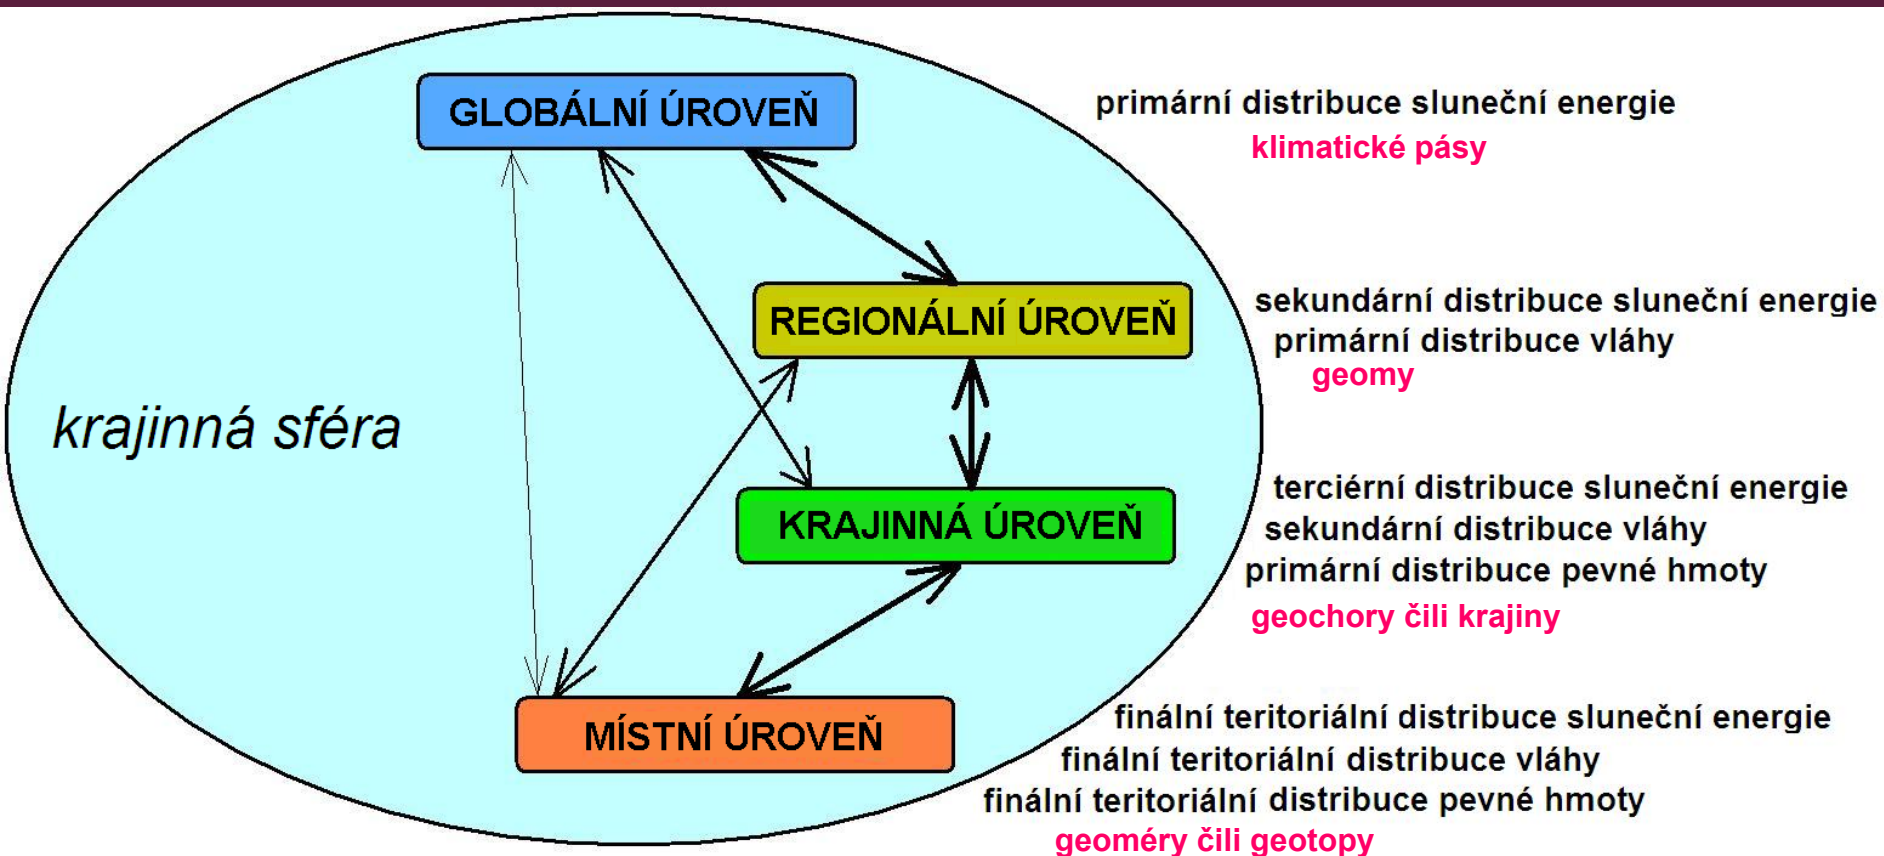 GLOBÁLNÍ ÚROVEŇ
primární distribuce sluneční energie
klimatické pásy
REGIONÁLNÍ ÚROVEŇ
sekundární distribuce sluneční energie
primární distribuce vláhy
geomy
krajinná sféra
KRAJINNÁ ÚROVEŇ
terciérní distribuce sluneční energie
sekundární distribuce vláhy
primární distribuce pevné hmoty
geochory čili krajiny
MÍSTNÍ ÚROVEŇ
finální teritoriální distribuce sluneční energie
finální teritoriální distribuce vláhy
finální teritoriální distribuce pevné hmoty
geoméry čili geotopy